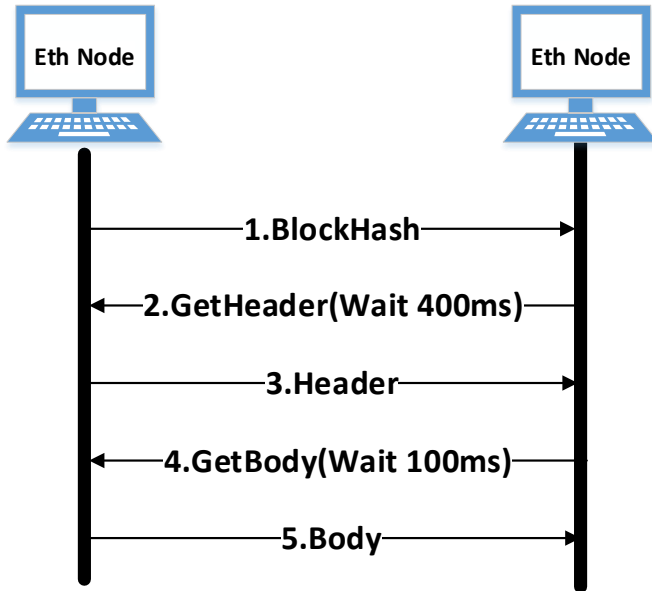 Eth Node
Eth Node
1.BlockHash
2.GetHeader(Wait 400ms)
3.Header
4.GetBody(Wait 100ms)
5.Body